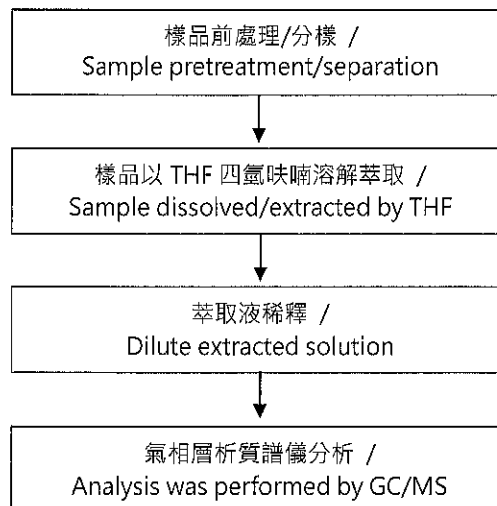 樣品前處理/分樣 /
Sample pretreatment/separation
樣品以 THF 四氫呋喃溶解萃取 /
Sample dissolved/extracted by THF
萃取液稀釋 /
Dilute extracted solution
氣相層析質譜儀分析 /
Analysis was performed by GC/MS